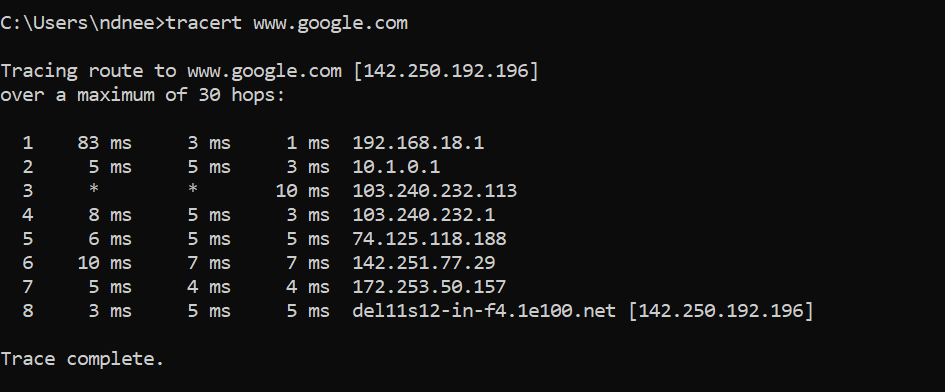 C:\Users\ndnee>tracert www.google.com
Tracing route to www.google.com [142.250.192.196]
over a maximum of 30 hops:
1 83 ms 3 ms 1 ms 192.168.18.1
2 5 ms 5 ms 3 ms 10.1.0.1
3 * * 10 ms 103.240.232.113
4 8 ms 5 ms 3 ms 103.240.232.1
5 6 ms 5 ms 5 ms 74.125.118.188
6 10 ms 7 ms 7 ms 142.251.77.29
7 5 ms 4 ms 4 ms 172.253.50.157
8 3 ms 5 ms 5 ms del11s12-in-f4.1e100.net [142.250.192.196]
Trace complete.